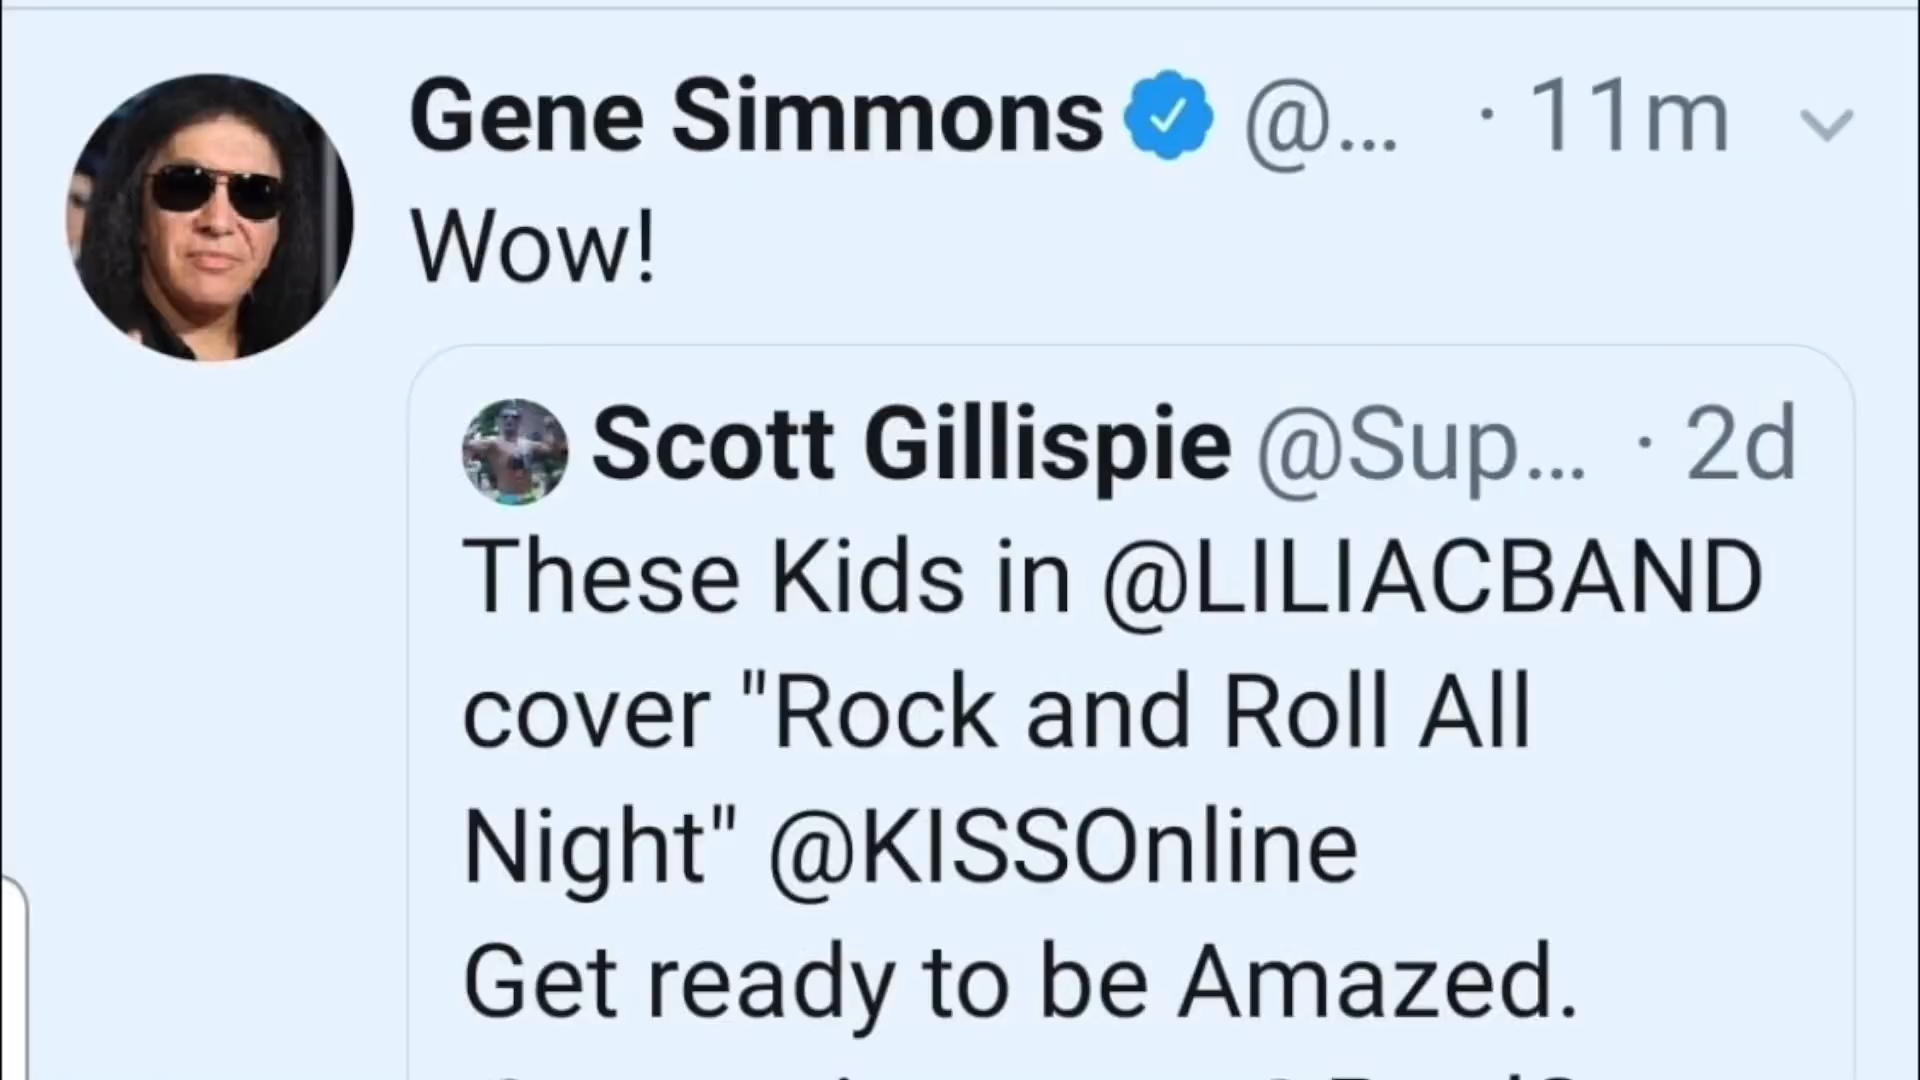 Gene Simmons @... · 11m
Wow!
Scott Gillispie @Sup... · 2d
These Kids in @LILIACBAND
cover "Rock and Roll All
Night" @KISSOnline
Get ready to be Amazed.